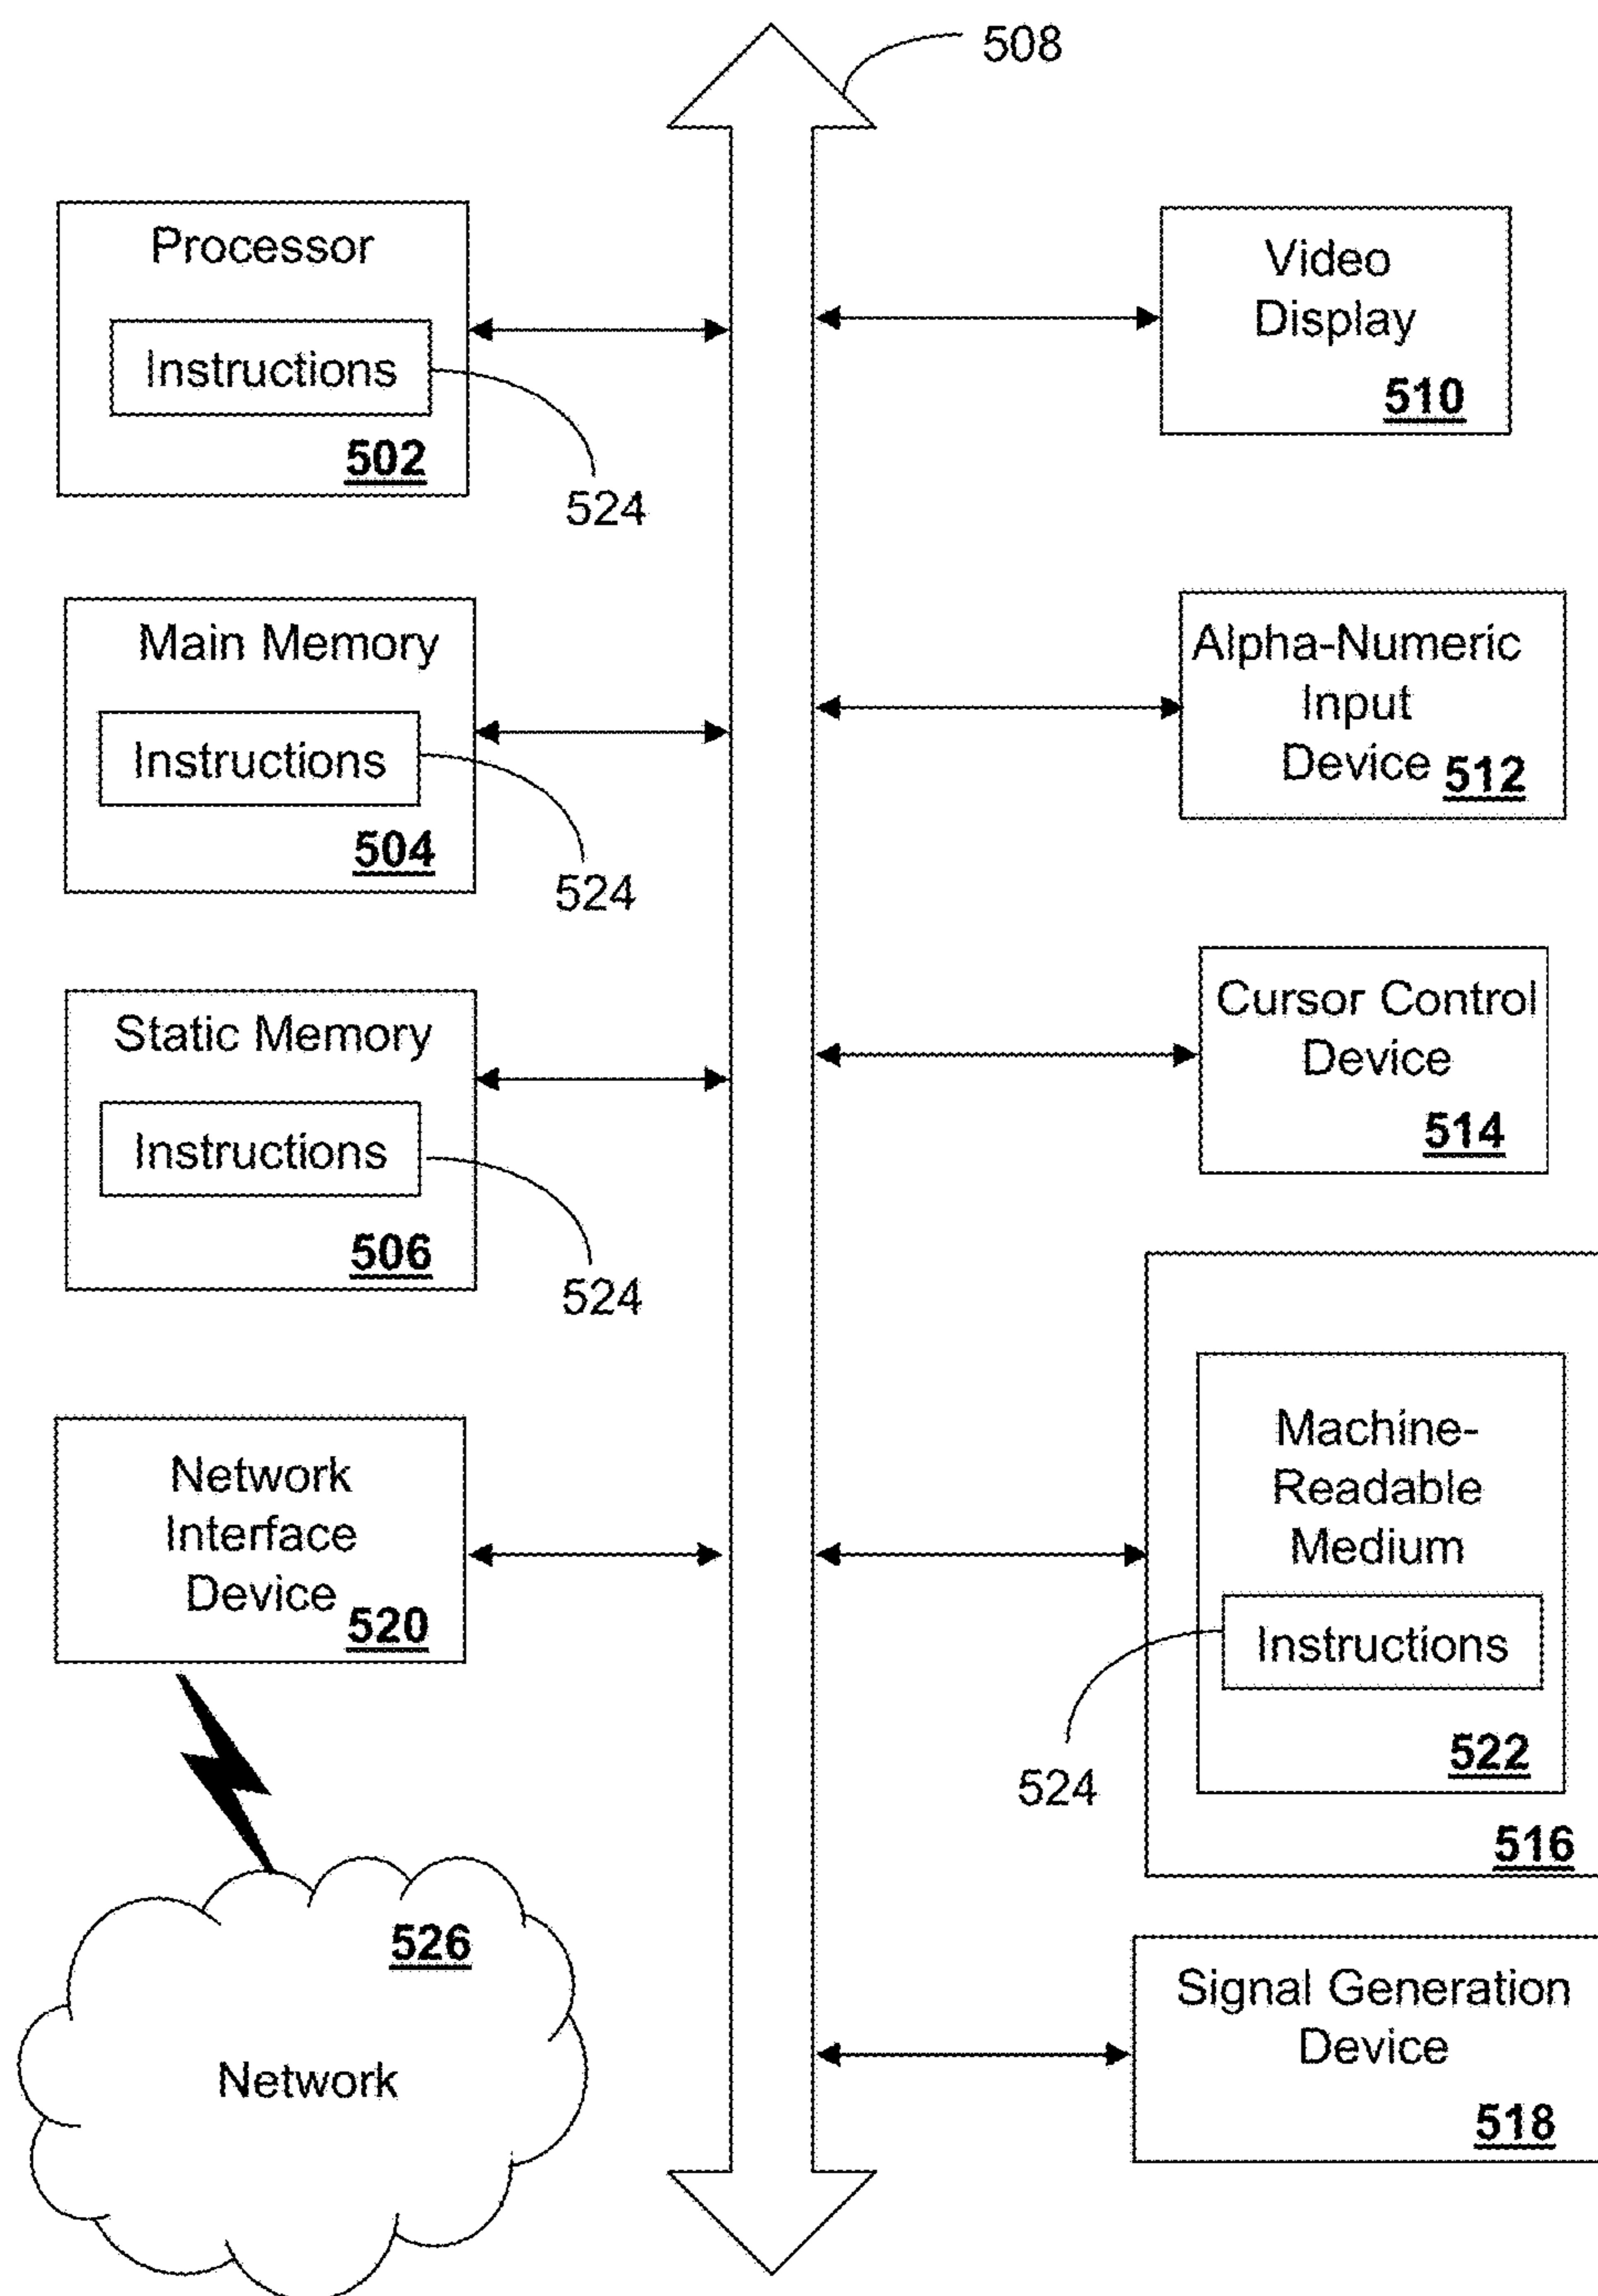 508
Processor
Instructions
502
524
Main Memory
Instructions
504
524
Static Memory
Instructions
506
524
Network
Interface
Device
520
526
Network
Video
Display
510
Alpha-Numeric
Input
Device
512
Cursor Control
Device
514
Machine-
Readable
Medium
Instructions
524
522
516
Signal Generation
Device
518